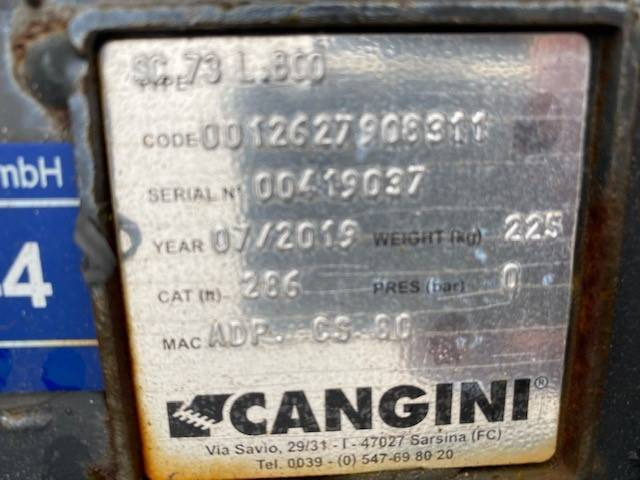 SC 73 L.800
TYPE
CODE 0012627908311
SERIAL N° 00419037
YEAR 07/2019 WEIGHT (kg) 225
CAT (lt) 286 PRES (bar) 0
MAC. ADP. CS 80
CANGINI®
Via Savio, 29/31 - I - 47027 Sarsina (FC)
Tel. 0039 - (0) 547-69 80 20
mbH
4